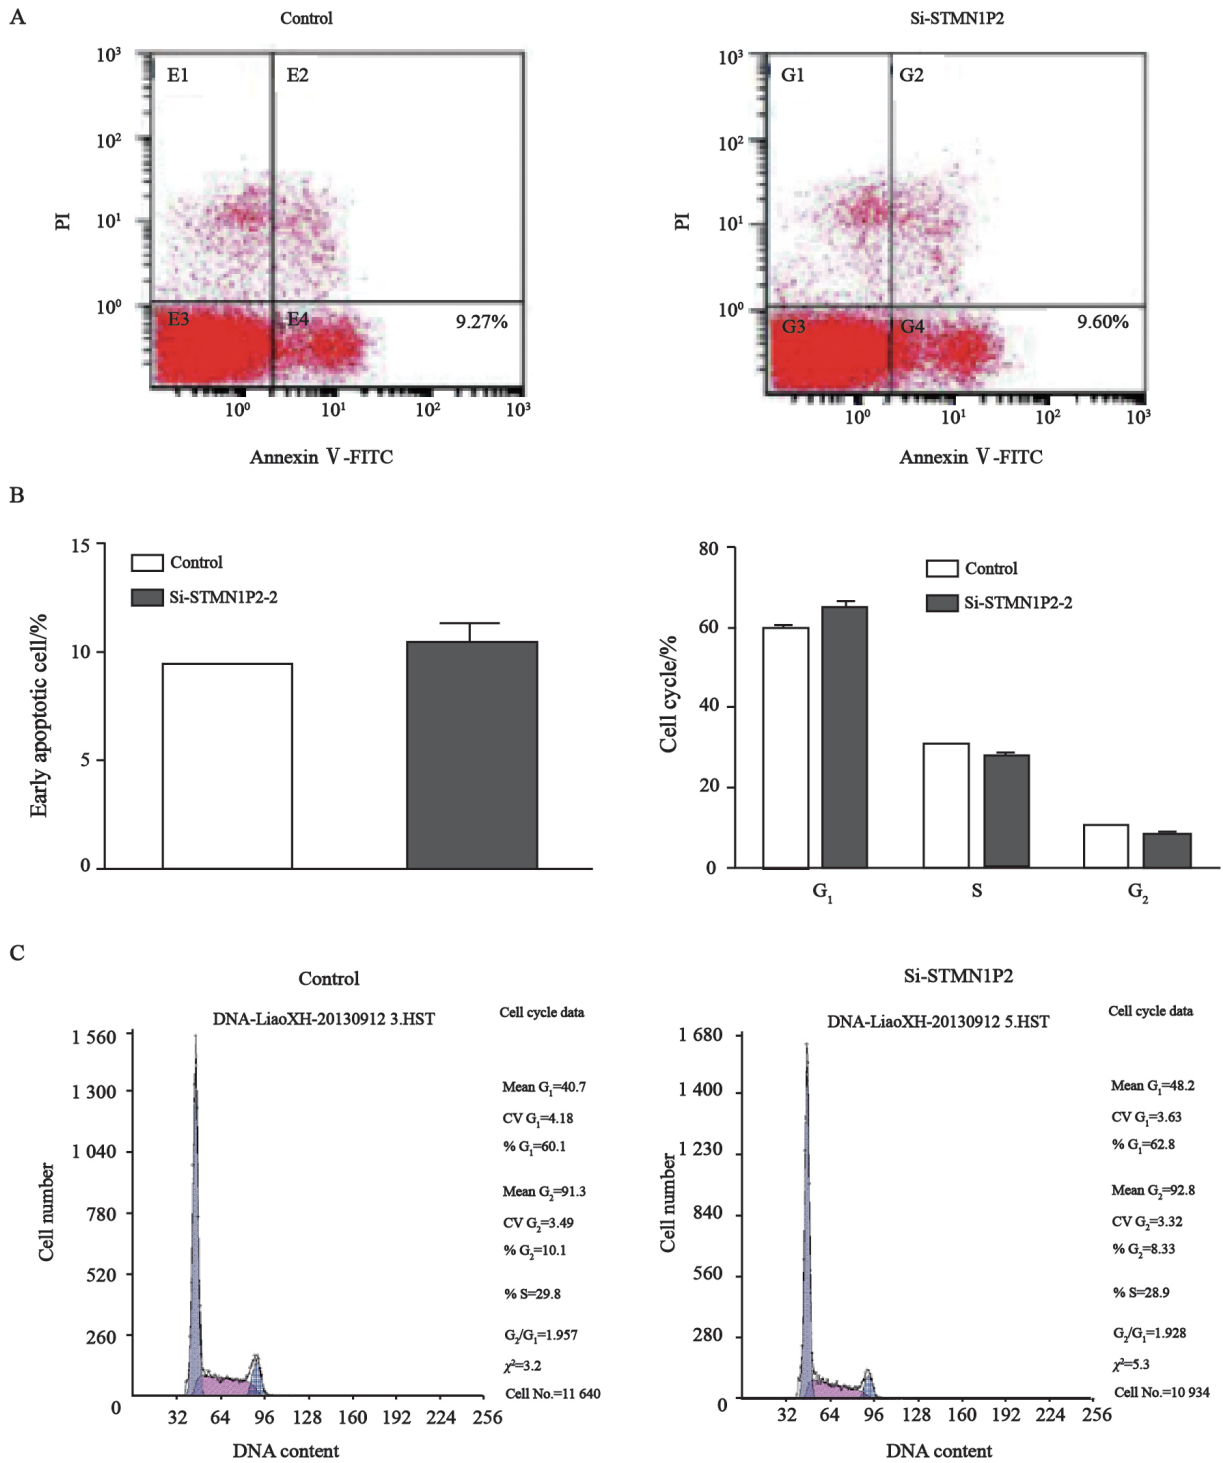 A
Control
Si-STMN1P2
10³
10²
10¹
10⁰
PI
E1
E2
E3
E4
9.27%
10⁰ 10¹ 10² 10³
Annexin Ⅴ-FITC
10³
10²
10¹
10⁰
PI
G1
G2
G3
G4
9.60%
10⁰ 10¹ 10² 10³
Annexin Ⅴ-FITC
B
15
10
5
0
Early apoptotic cell/%
Control
Si-STMN1P2-2
80
60
40
20
0
Cell cycle/%
Control
Si-STMN1P2-2
G₁ S G₂
C
Control
DNA-LiaoXH-20130912 3.HST
1 560
1 300
1 040
780
520
260
0
Cell number
32 64 96 128 160 192 224 256
DNA content
Cell cycle data
Mean G₁=40.7
CV G₁=4.18
% G₁=60.1
Mean G₂=91.3
CV G₂=3.49
% G₂=10.1
% S=29.8
G₂/G₁=1.957
χ²=3.2
Cell No.=11 640
Si-STMN1P2
DNA-LiaoXH-20130912 5.HST
1 680
1 400
1 230
840
560
280
0
Cell number
32 64 96 128 160 192 224 256
DNA content
Cell cycle data
Mean G₁=48.2
CV G₁=3.63
% G₁=62.8
Mean G₂=92.8
CV G₂=3.32
% G₂=8.33
% S=28.9
G₂/G₁=1.928
χ²=5.3
Cell No.=10 934